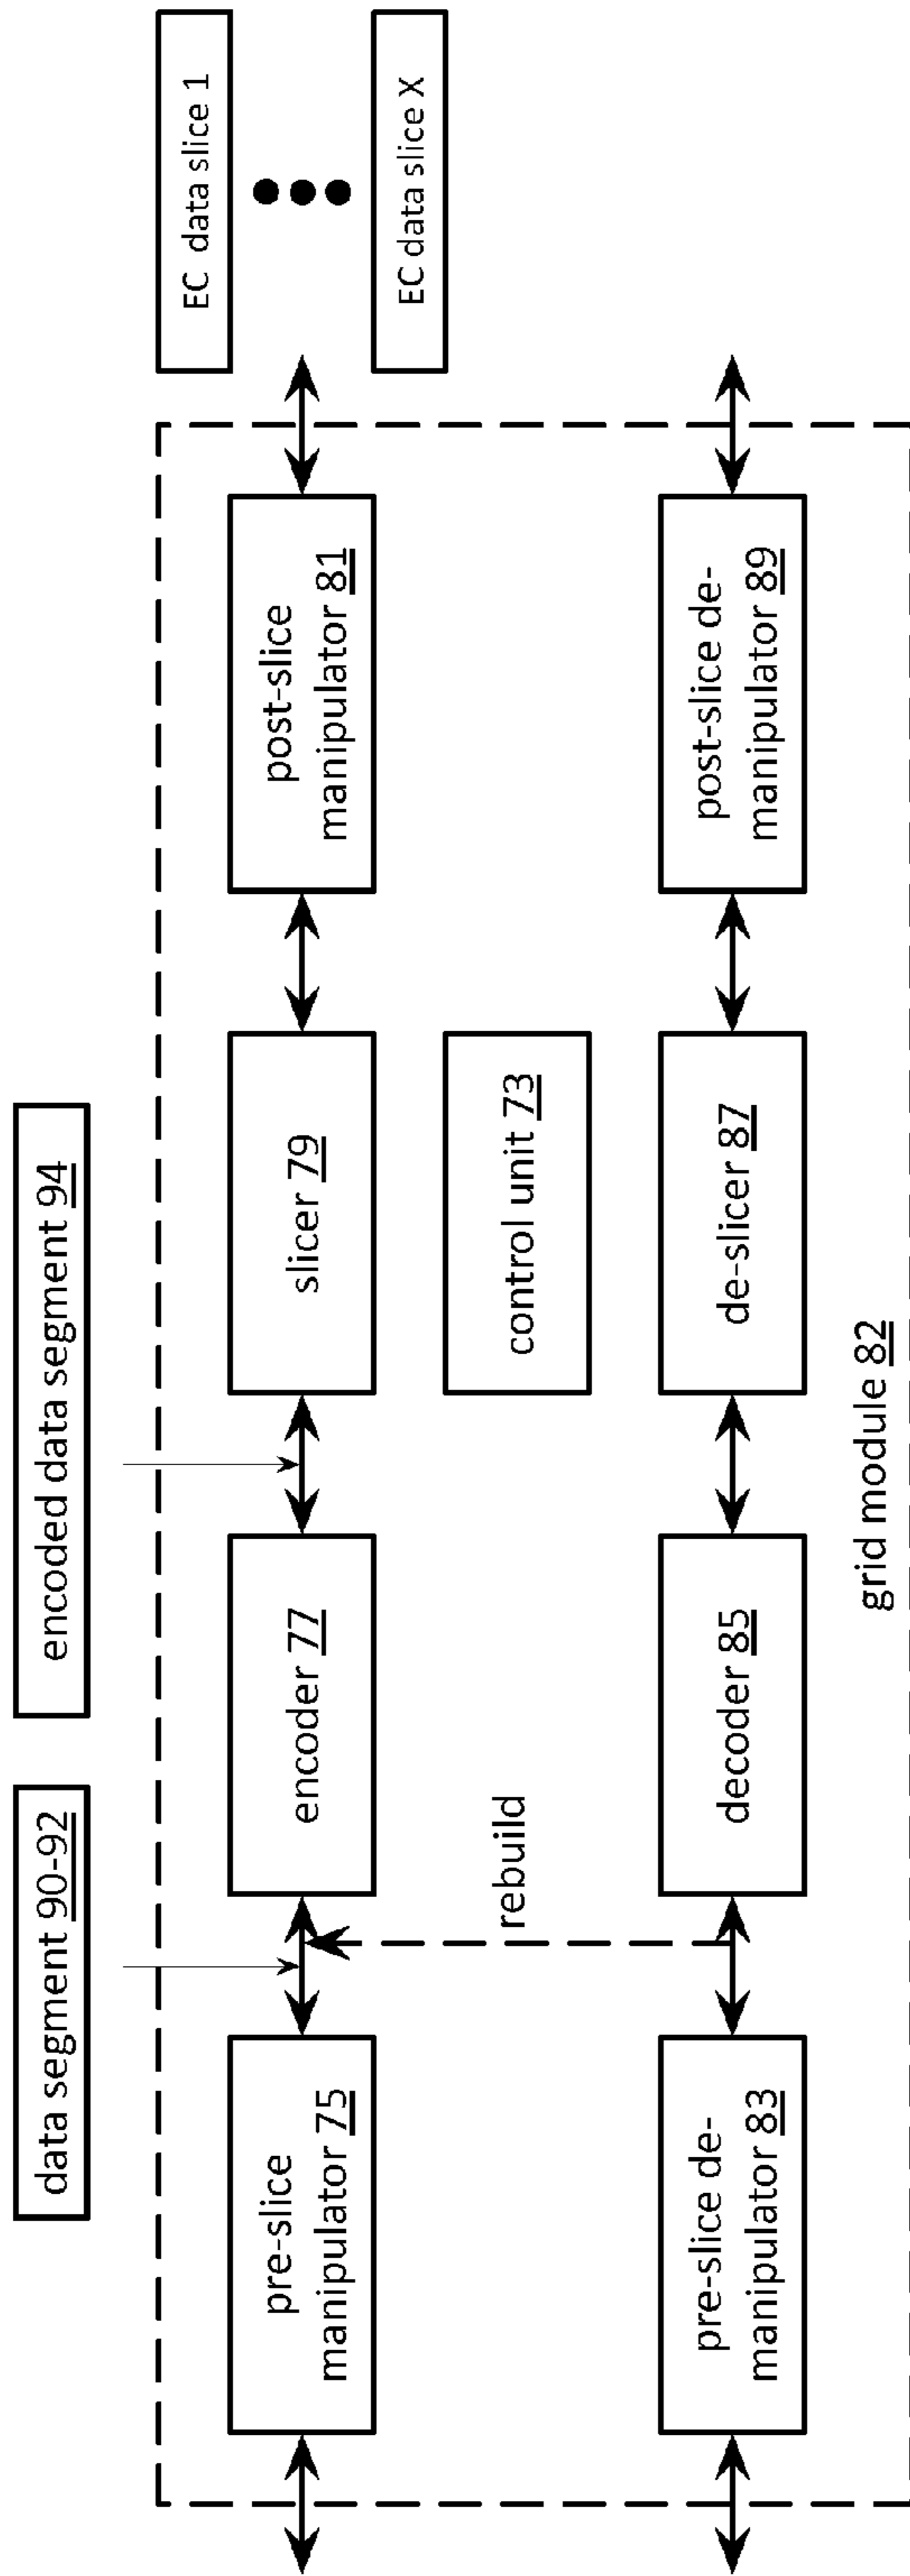 data segment 90-92
encoded data segment 94
EC data slice 1
EC data slice X
pre-slice
manipulator 75
encoder 77
slicer 79
post-slice
manipulator 81
rebuild
control unit 73
pre-slice de-
manipulator 83
decoder 85
de-slicer 87
post-slice de-
manipulator 89
grid module 82